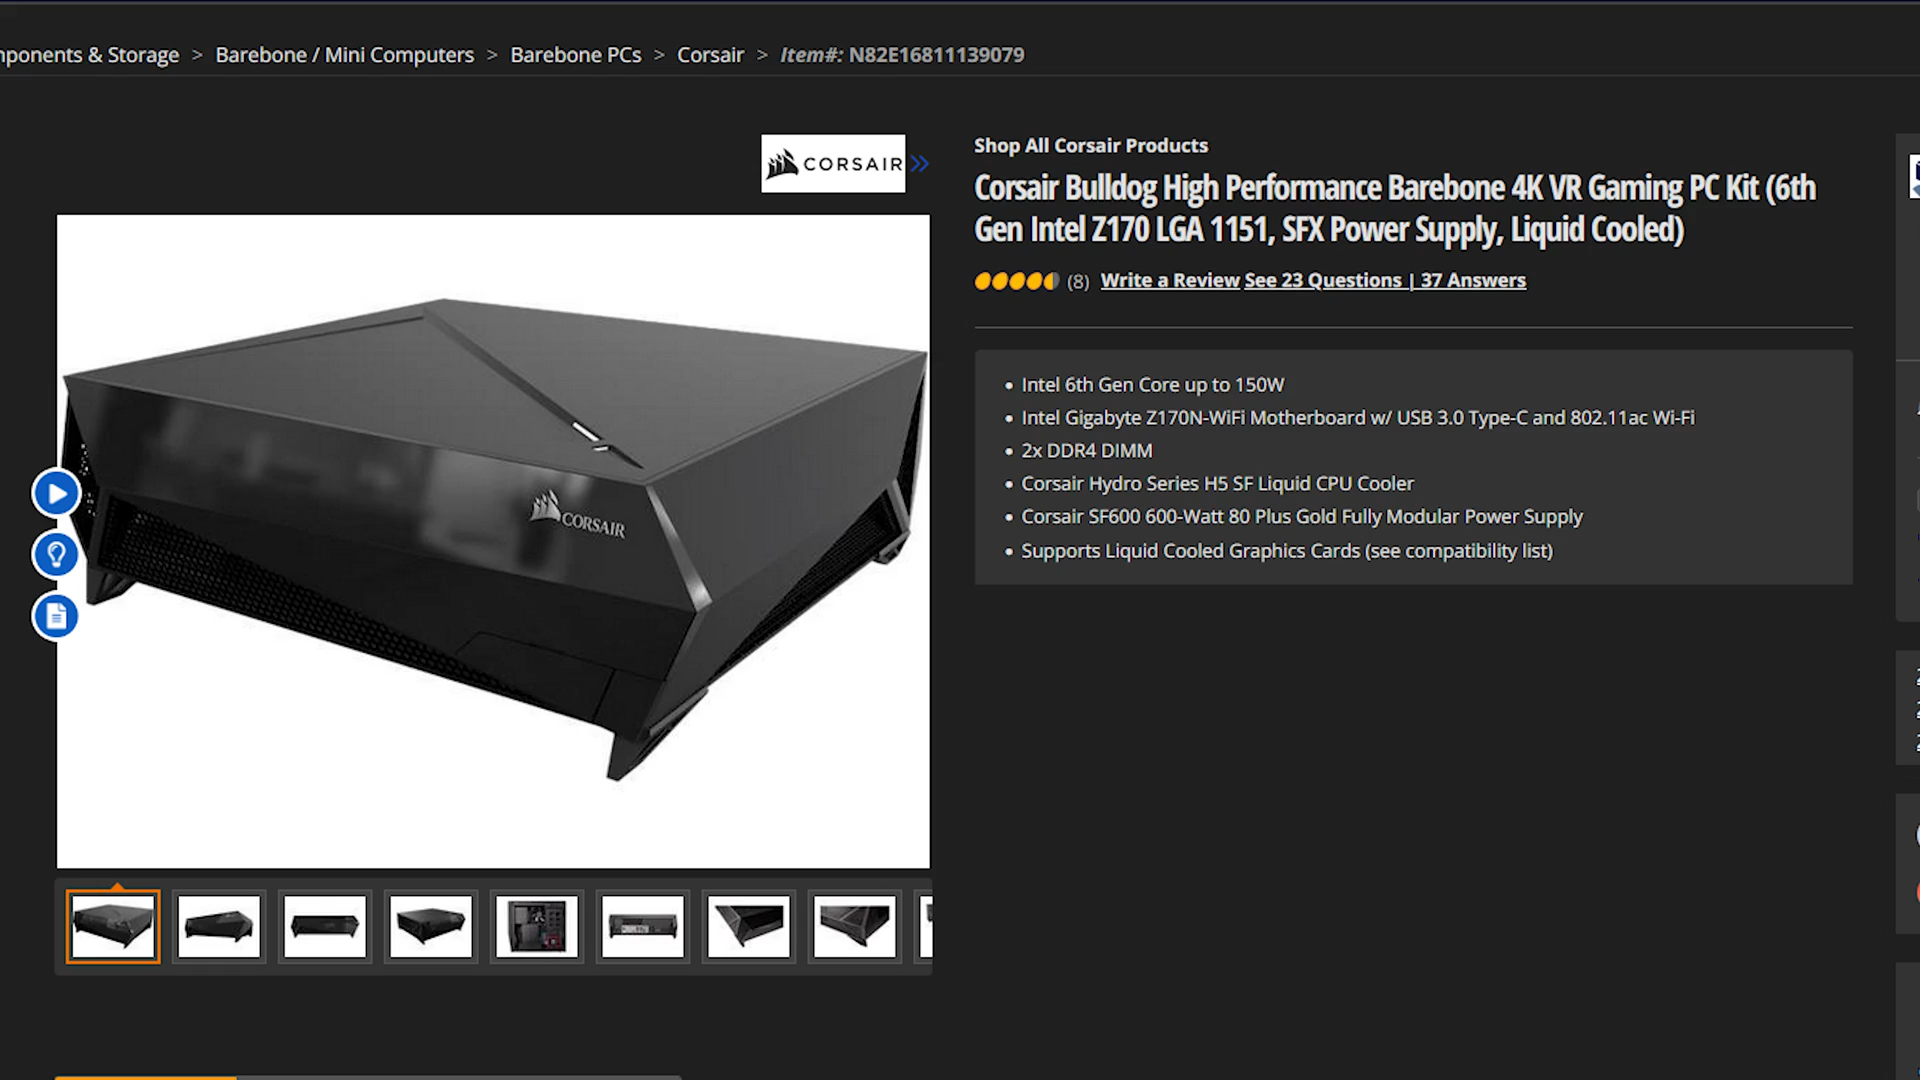 ponents & Storage > Barebone / Mini Computers > Barebone PCs > Corsair > Item#: N82E16811139079
CORSAIR
Shop All Corsair Products
Corsair Bulldog High Performance Barebone 4K VR Gaming PC Kit (6th
Gen Intel Z170 LGA 1151, SFX Power Supply, Liquid Cooled)
(8) Write a Review See 23 Questions | 37 Answers
• Intel 6th Gen Core up to 150W
• Intel Gigabyte Z170N-WiFi Motherboard w/ USB 3.0 Type-C and 802.11ac Wi-Fi
• 2x DDR4 DIMM
• Corsair Hydro Series H5 SF Liquid CPU Cooler
• Corsair SF600 600-Watt 80 Plus Gold Fully Modular Power Supply
• Supports Liquid Cooled Graphics Cards (see compatibility list)
CORSAIR